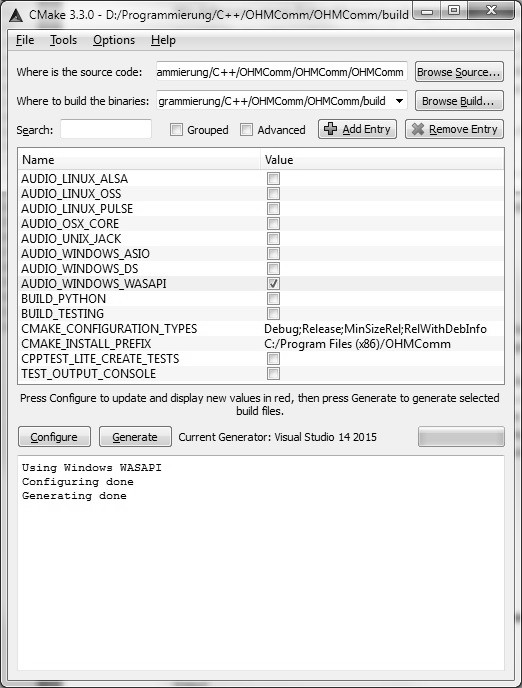 CMake 3.3.0 - D:/Programmierung/C++/OHMComm/OHMComm/build
File Tools Options Help
Where is the source code: ammierung/C++/OHMComm/OHMComm/OHMComm Browse Source...
Where to build the binaries: grammierung/C++/OHMComm/OHMComm/build Browse Build...
Search: Grouped Advanced Add Entry Remove Entry
Name Value
AUDIO_LINUX_ALSA
AUDIO_LINUX_OSS
AUDIO_LINUX_PULSE
AUDIO_OSX_CORE
AUDIO_UNIX_JACK
AUDIO_WINDOWS_ASIO
AUDIO_WINDOWS_DS
AUDIO_WINDOWS_WASAPI
BUILD_PYTHON
BUILD_TESTING
CMAKE_CONFIGURATION_TYPES Debug;Release;MinSizeRel;RelWithDebInfo
CMAKE_INSTALL_PREFIX C:/Program Files (x86)/OHMComm
CPPTEST_LITE_CREATE_TESTS
TEST_OUTPUT_CONSOLE
Press Configure to update and display new values in red, then press Generate to generate selected
build files.
Configure Generate Current Generator: Visual Studio 14 2015
Using Windows WASAPI
Configuring done
Generating done